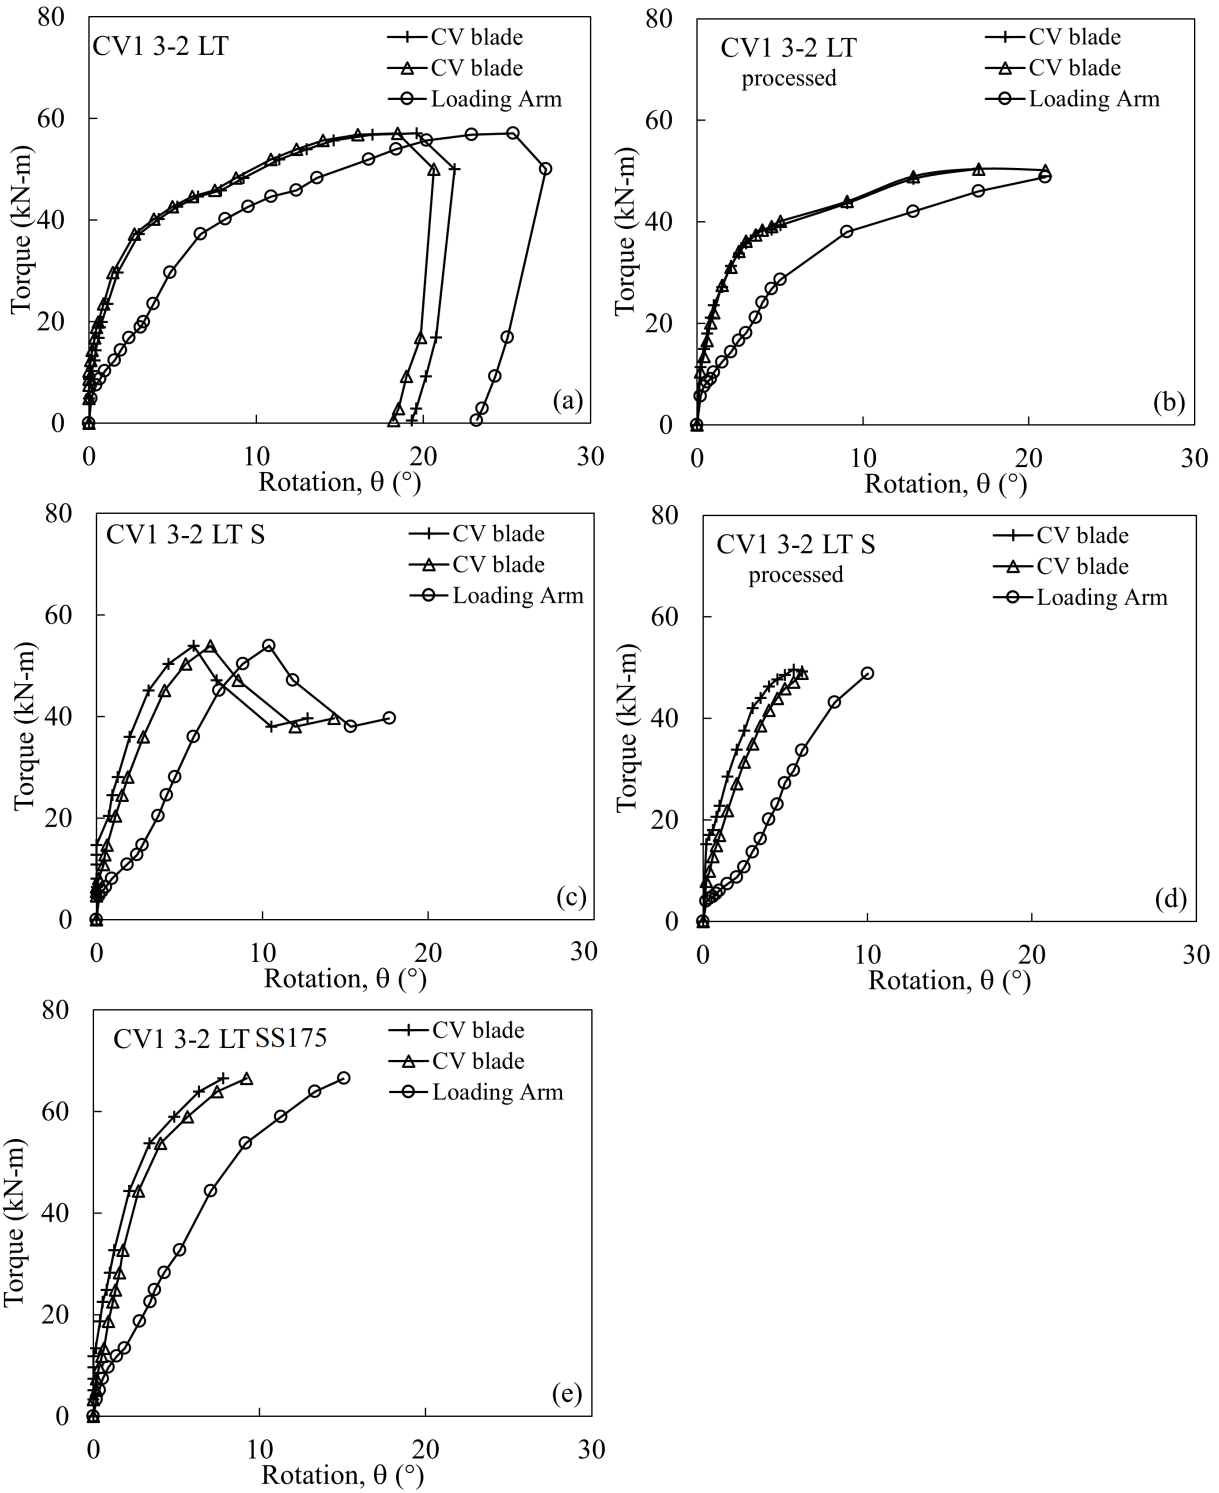 80
60
40
20
0
Torque (kN-m)
CV1 3-2 LT
CV blade
CV blade
Loading Arm
(a)
0 10 20 30
Rotation, θ (°)
80
60
40
20
0
Torque (kN-m)
CV1 3-2 LT
processed
CV blade
CV blade
Loading Arm
(b)
0 10 20 30
Rotation, θ (°)
80
60
40
20
0
Torque (kN-m)
CV1 3-2 LT S
CV blade
CV blade
Loading Arm
(c)
0 10 20 30
Rotation, θ (°)
80
60
40
20
0
Torque (kN-m)
CV1 3-2 LT S
processed
CV blade
CV blade
Loading Arm
(d)
0 10 20 30
Rotation, θ (°)
80
60
40
20
0
Torque (kN-m)
CV1 3-2 LT SS175
CV blade
CV blade
Loading Arm
(e)
0 10 20 30
Rotation, θ (°)